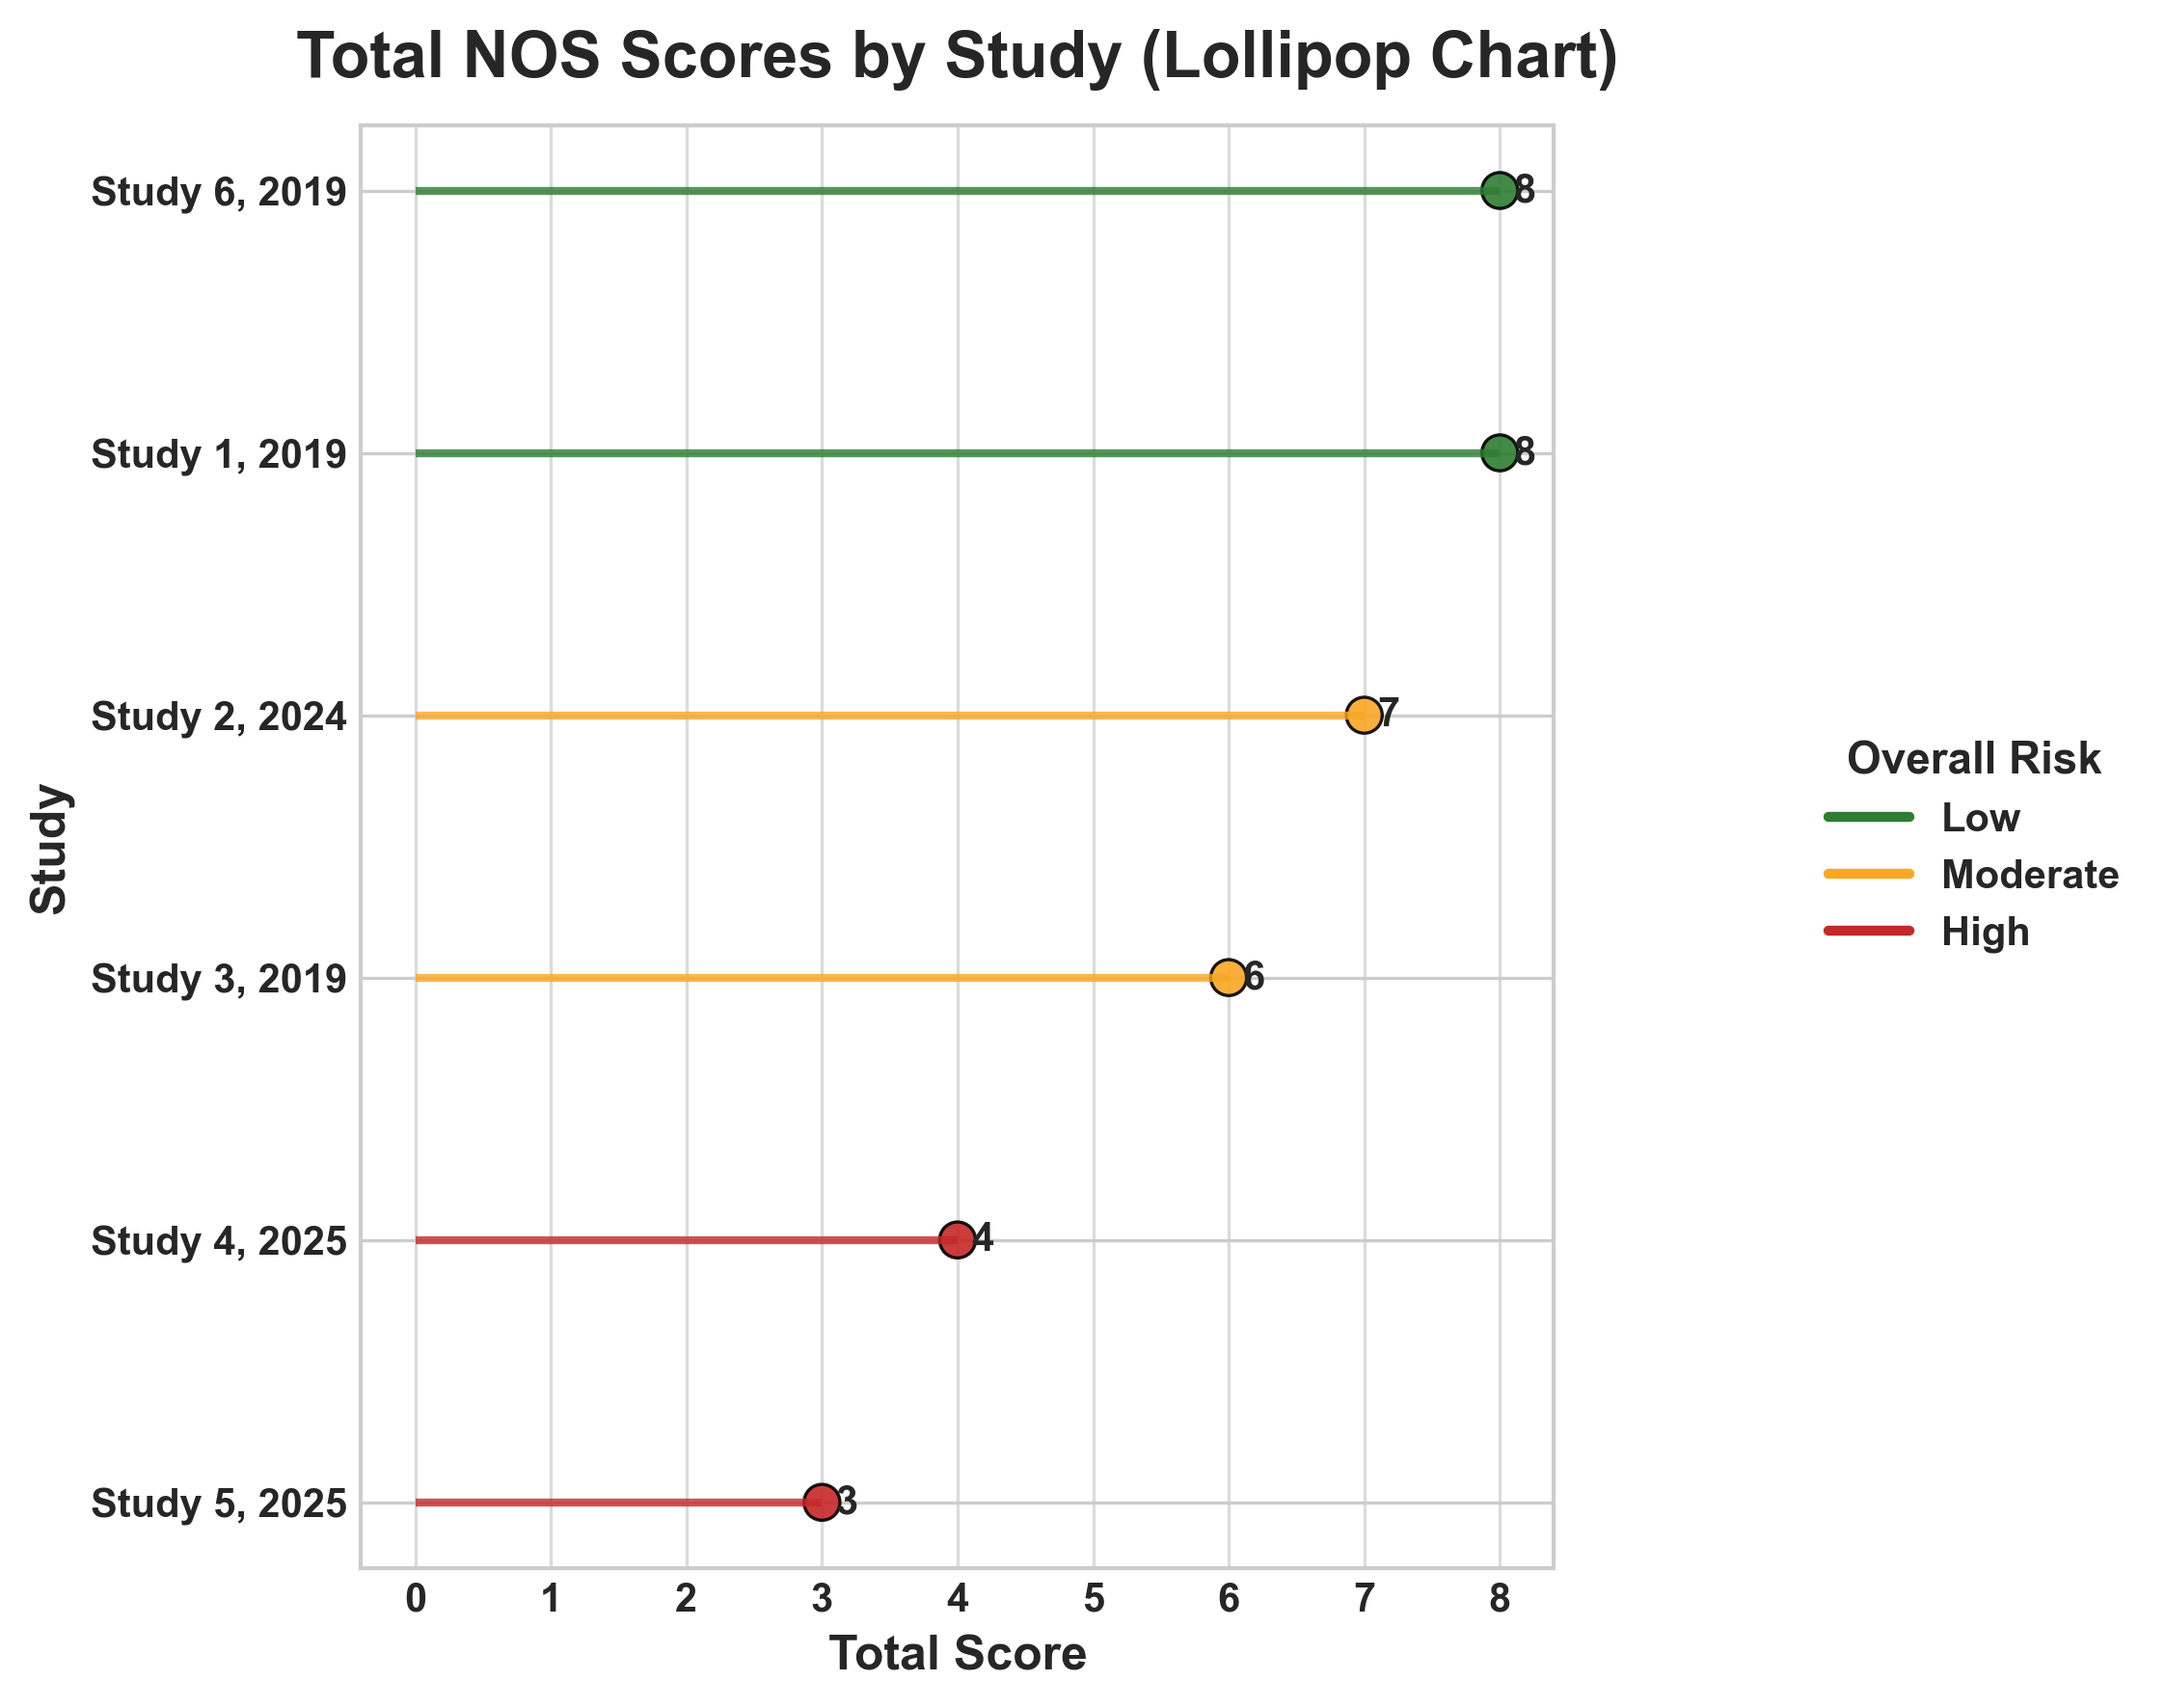 Total NOS Scores by Study (Lollipop Chart)
Study 6, 2019
8
Study 1, 2019
8
Study 2, 2024
7
Study 3, 2019
6
Study 4, 2025
4
Study 5, 2025
3
Study
0 1 2 3 4 5 6 7 8
Total Score
Overall Risk
Low
Moderate
High